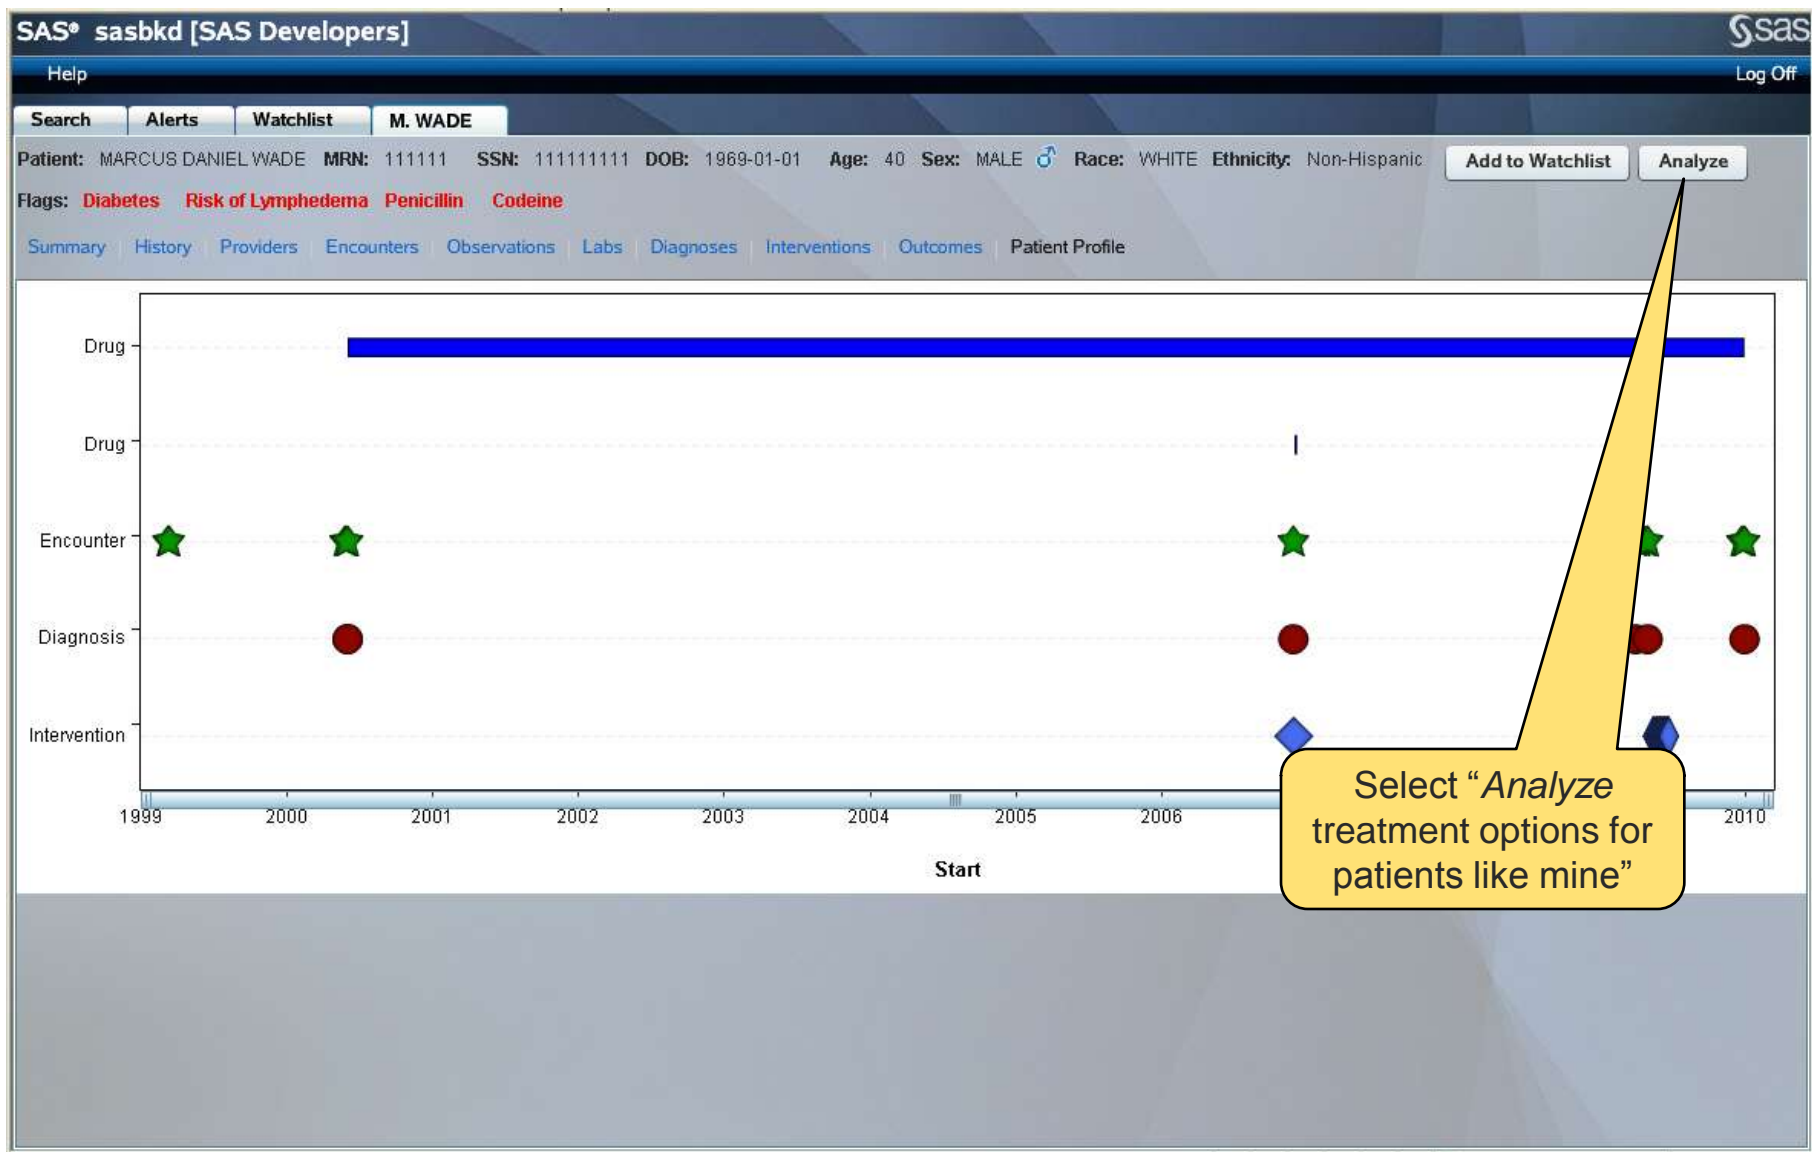 SAS® sasbkd [SAS Developers]
sas
Help
Log Off
Search Alerts Watchlist M. WADE
Patient: MARCUS DANIEL WADE MRN: 111111 SSN: 111111111 DOB: 1969-01-01 Age: 40 Sex: MALE ♂ Race: WHITE Ethnicity: Non-Hispanic Add to Watchlist Analyze
Flags: Diabetes Risk of Lymphedema Penicillin Codeine
Summary History Providers Encounters Observations Labs Diagnoses Interventions Outcomes Patient Profile
Drug
Drug
Encounter
Diagnosis
Intervention
1999 2000 2001 2002 2003 2004 2005 2006 2010
Start
Select “Analyze
treatment options for
patients like mine”